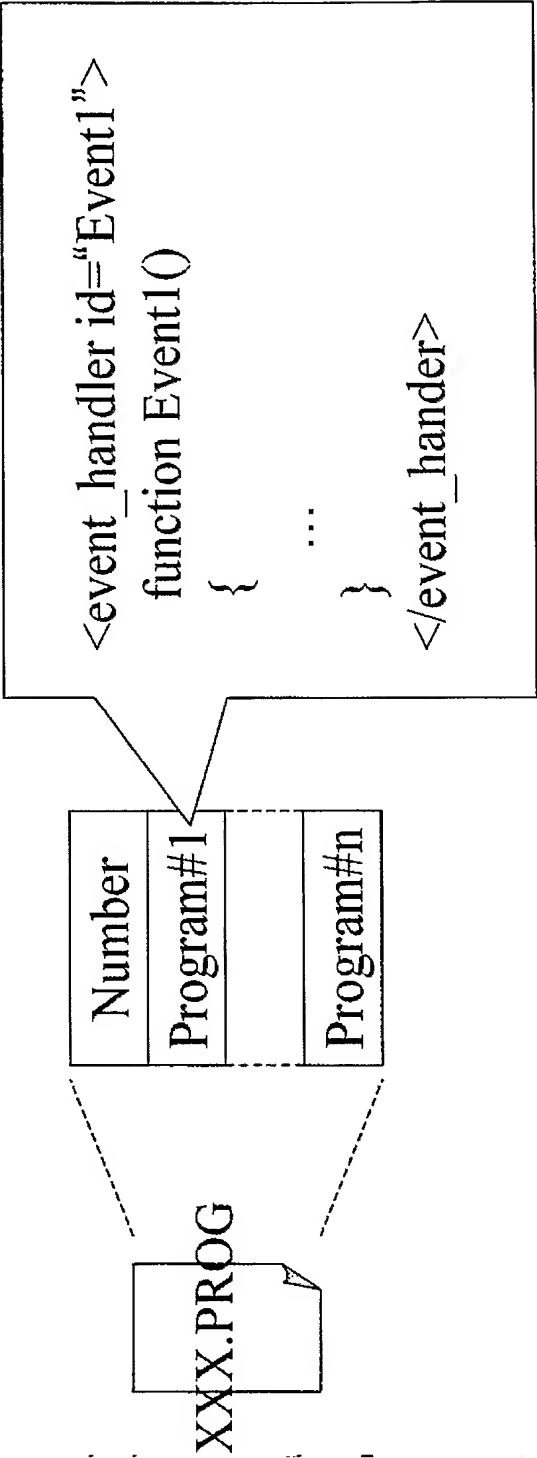 XXX.PROG
Number
Program#1
Program#n
<event_handler id=“Event1”>
function Event1()
{
...
}
</event_hander>